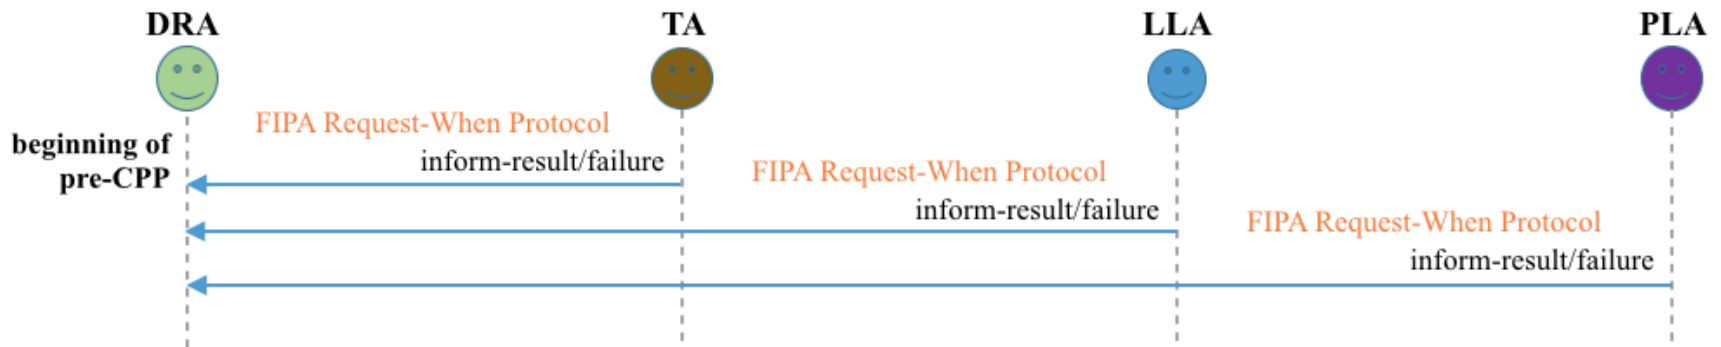 DRA
TA
LLA
PLA
FIPA Request-When Protocol
beginning of
pre-CPP
inform-result/failure
FIPA Request-When Protocol
inform-result/failure
FIPA Request-When Protocol
inform-result/failure